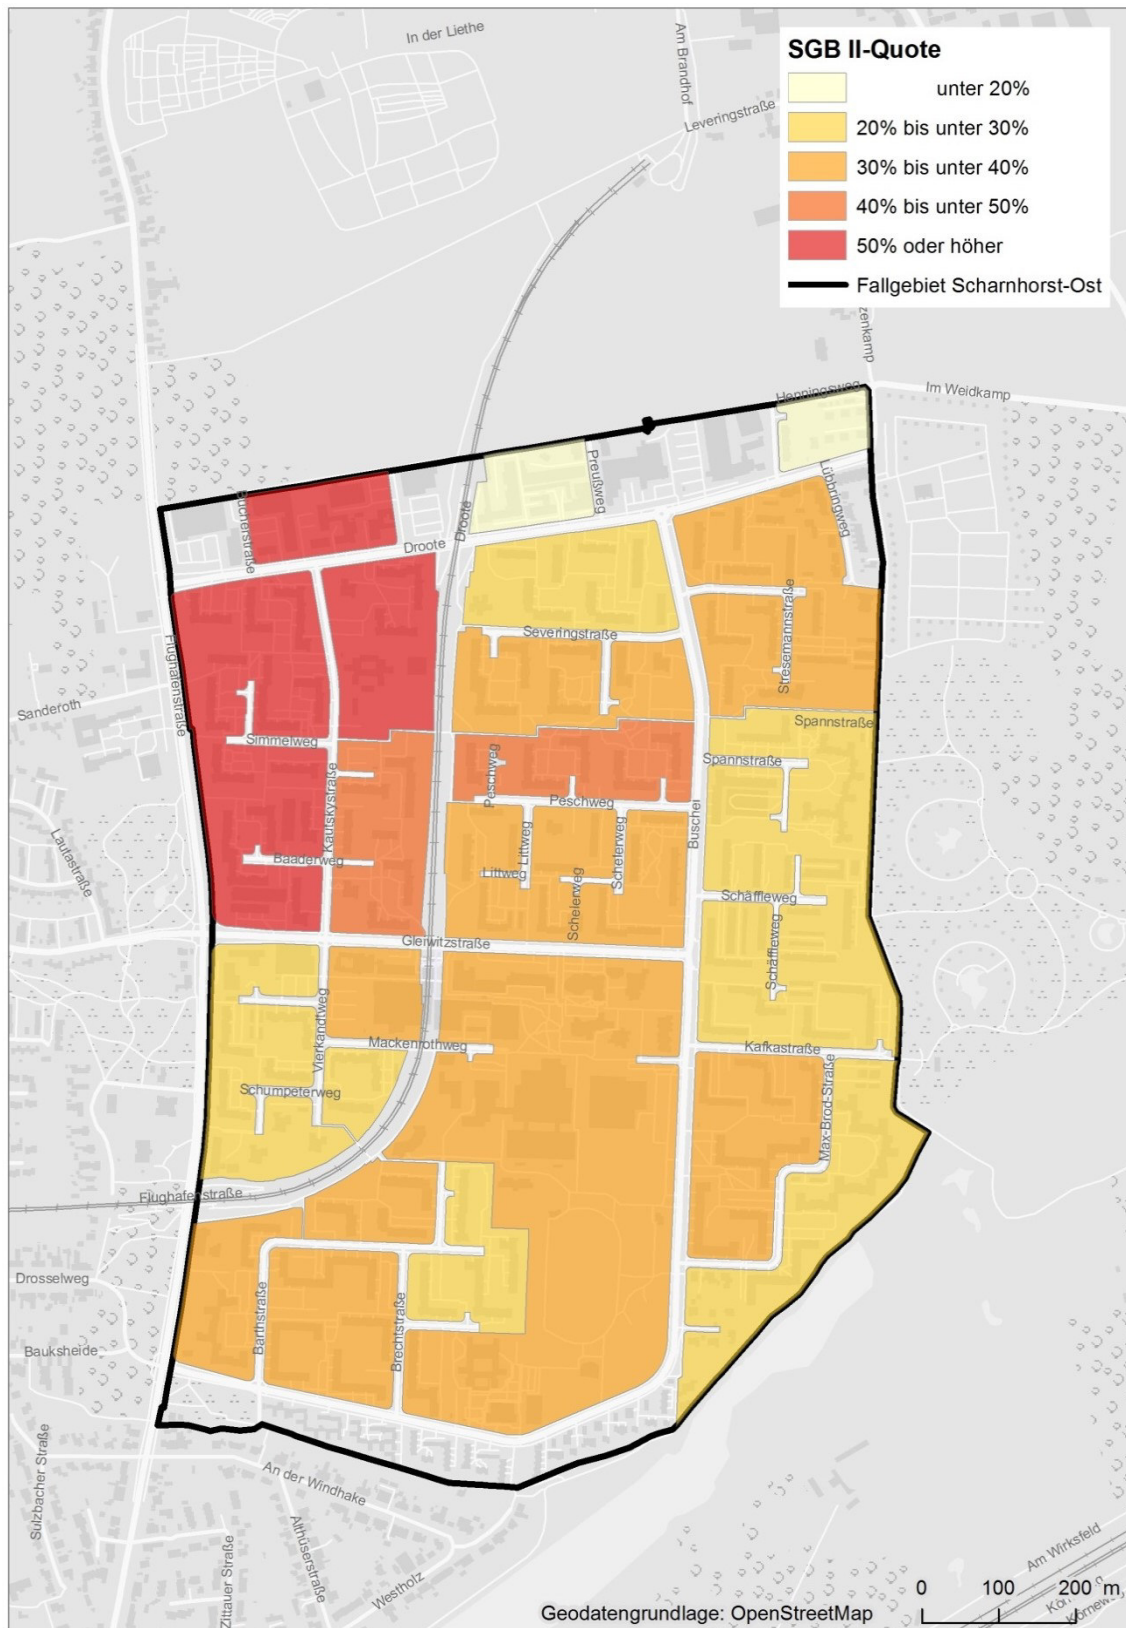 In der Liethe
Am Brandhof
Leveringstraße
SGB II-Quote
unter 20%
20% bis unter 30%
30% bis unter 40%
40% bis unter 50%
50% oder höher
Fallgebiet Scharnhorst-Ost
zenkamp
Im Weidkamp
Henningsweg
Lübbringweg
Preußweg
Droote
Droote
Flughafenstraße
Sanderoth
Severingstraße
Stresemannstraße
Spannstraße
Spannstraße
Simmelweg
Kautskystraße
Baaderweg
Peschweg
Peschweg
Littweg
Littweg
Schelerweg
Schelerweg
Buschei
Schäffleweg
Schäffleweg
Lautastraße
Gleiwitzstraße
Vierkandtweg
Mackenrothweg
Schumpeterweg
Kafkastraße
Max-Brod-Straße
Flughafenstraße
Drosselweg
Bauksheide
Barthstraße
Brechtstraße
Sulzbacher Straße
An der Windhake
Althüserstraße
Zittauer Straße
Westholz
Am Wirksfeld
0 100 200 m
Geodatengrundlage: OpenStreetMap